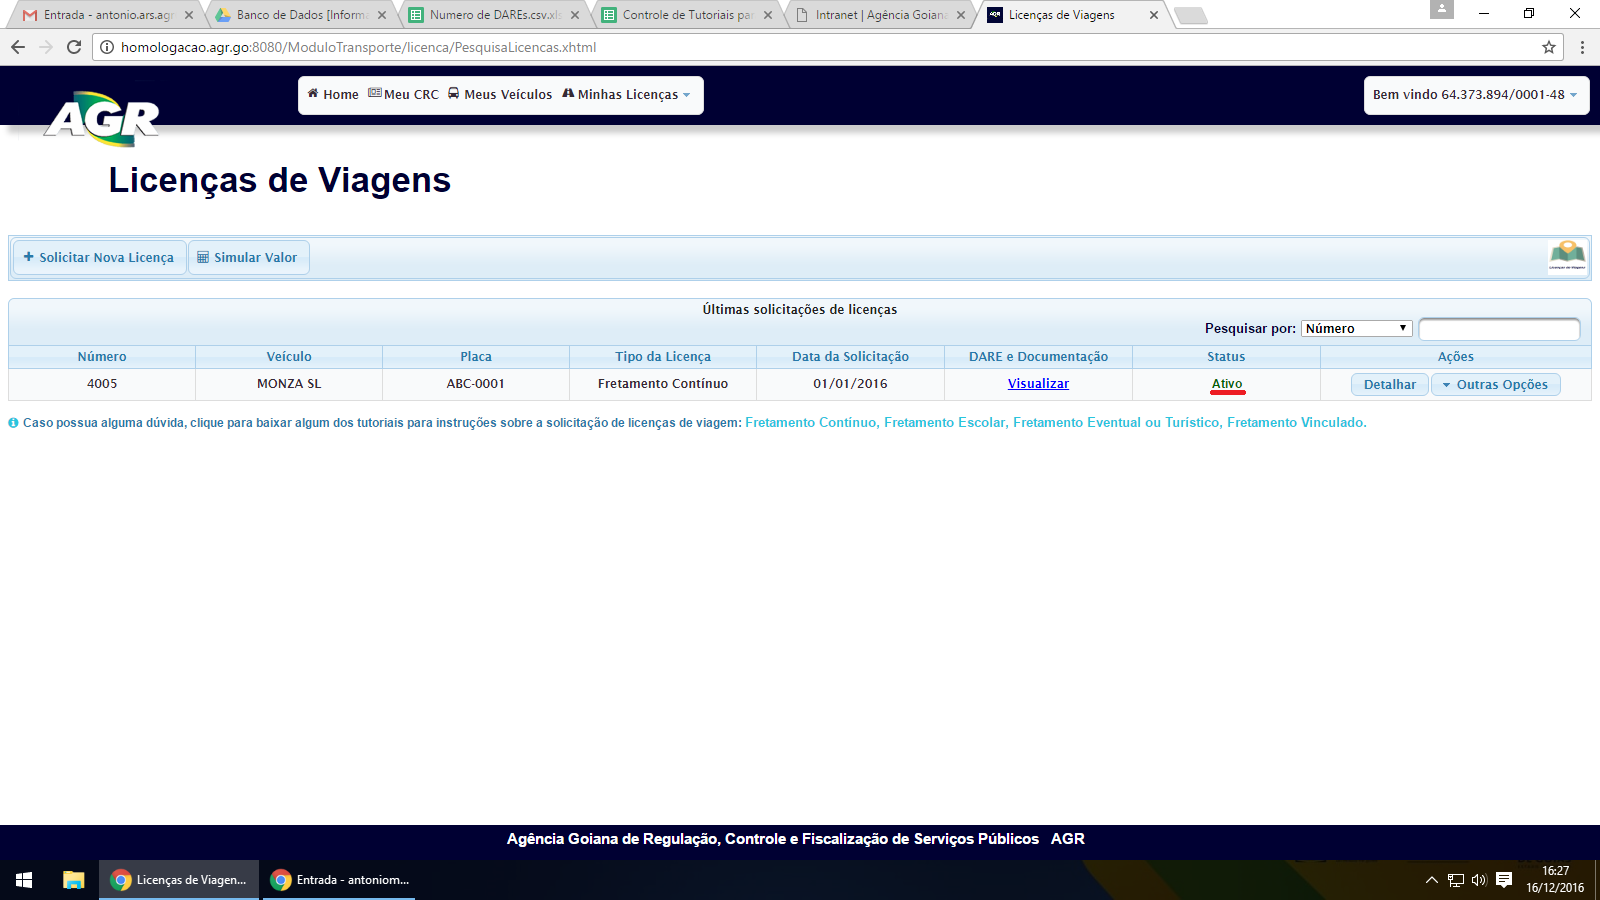 Entrada - antonio.ars.agr
Banco de Dados [Informa
Numero de DAREs.csv.xls
Controle de Tutoriais par
Intranet | Agência Goiana
Licenças de Viagens
homologacao.agr.go:8080/ModuloTransporte/licenca/PesquisaLicencas.xhtml
AGR
Home
Meu CRC
Meus Veículos
Minhas Licenças
Bem vindo 64.373.894/0001-48
Licenças de Viagens
Solicitar Nova Licença
Simular Valor
Licenças de Viagens
Últimas solicitações de licenças
Pesquisar por: Número
Número Veículo Placa Tipo da Licença Data da Solicitação DARE e Documentação Status Ações
4005 MONZA SL ABC-0001 Fretamento Contínuo 01/01/2016 Visualizar Ativo Detalhar Outras Opções
Caso possua alguma dúvida, clique para baixar algum dos tutoriais para instruções sobre a solicitação de licenças de viagem: Fretamento Continuo, Fretamento Escolar, Fretamento Eventual ou Turístico, Fretamento Vinculado.
Agência Goiana de Regulação, Controle e Fiscalização de Serviços Públicos AGR
Licenças de Viagen...
Entrada - antoniom...
16:27
16/12/2016